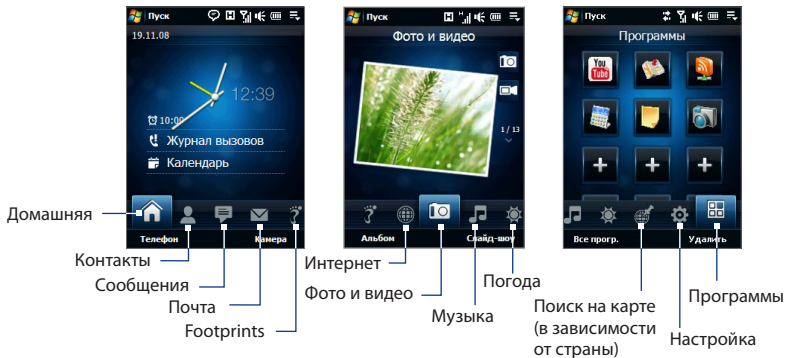 Пуск
19.11.08
12:39
10:00
Журнал вызовов
Календарь
Телефон
Камера
Домашняя
Контакты
Сообщения
Почта
Footprints
Пуск
Фото и видео
1 / 13
Альбом
Слайд-шоу
Интернет
Фото и видео
Музыка
Погода
Пуск
Программы
You
Tube
Все прогр.
Удалить
Поиск на карте
(в зависимости
от страны)
Настройка
Программы